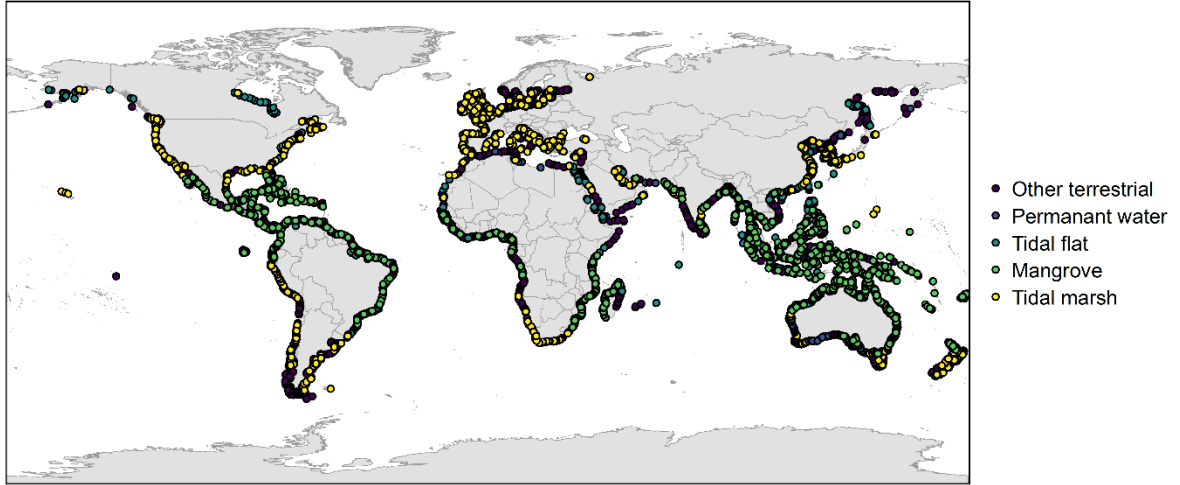 Other terrestrial
Permanant water
Tidal flat
Mangrove
Tidal marsh